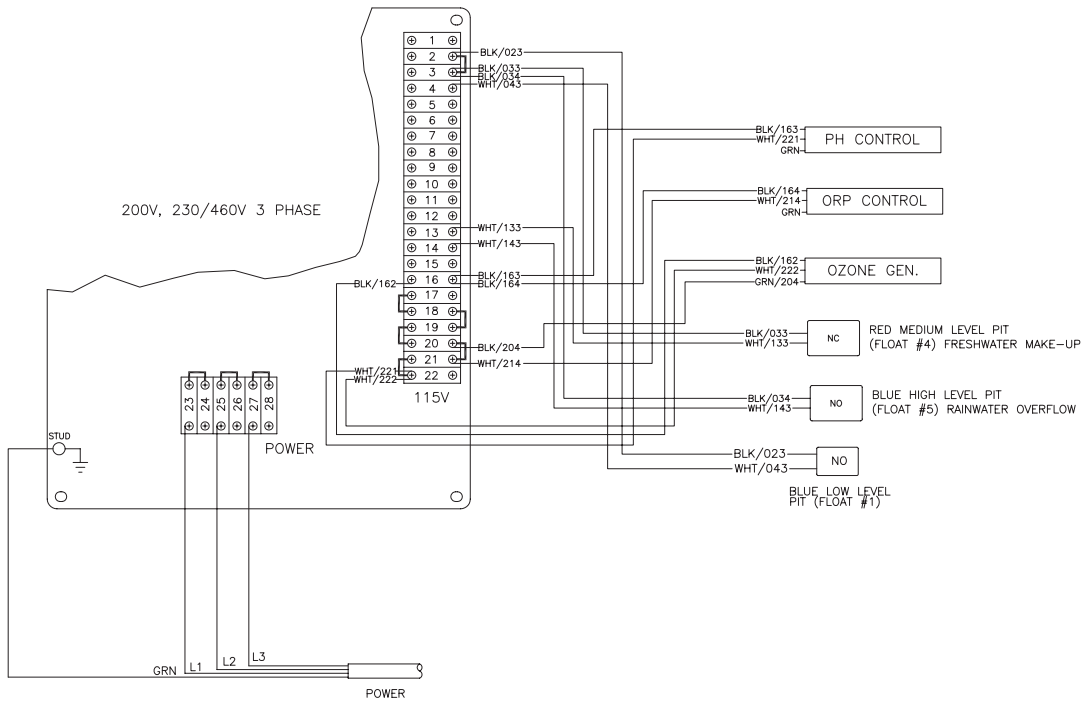 1
2
3
4
5
6
7
8
9
10
11
12
13
14
15
16
17
18
19
20
21
22
115V
BLK/023
BLK/033
BLK/034
WHT/043
WHT/133
WHT/143
BLK/163
BLK/164
BLK/162
BLK/204
WHT/214
WHT/221
WHT/222
200V, 230/460V 3 PHASE
BLK/163
WHT/221
GRN
PH CONTROL
BLK/164
WHT/214
GRN
ORP CONTROL
BLK/162
WHT/222
GRN/204
OZONE GEN.
BLK/033
WHT/133
NC
RED MEDIUM LEVEL PIT
(FLOAT #4) FRESHWATER MAKE-UP
BLK/034
WHT/143
NO
BLUE HIGH LEVEL PIT
(FLOAT #5) RAINWATER OVERFLOW
BLK/023
WHT/043
NO
BLUE LOW LEVEL
PIT (FLOAT #1)
23
24
25
26
27
28
POWER
STUD
GRN
L1
L2
L3
POWER